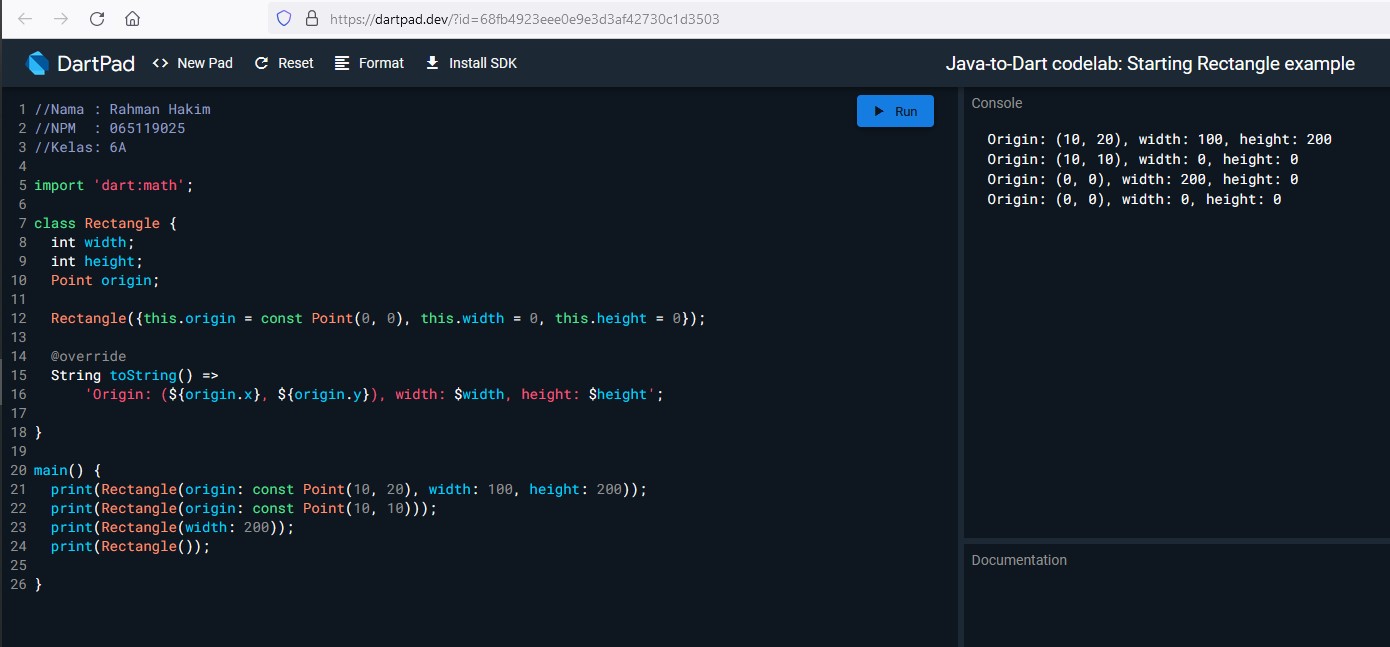 https://dartpad.dev/?id=68fb4923eee0e9e3d3af42730c1d3503
DartPad <> New Pad Reset Format Install SDK Java-to-Dart codelab: Starting Rectangle example
1 //Nama : Rahman Hakim
2 //NPM  : 065119025
3 //Kelas: 6A
4
5 import 'dart:math';
6
7 class Rectangle {
8   int width;
9   int height;
10   Point origin;
11
12   Rectangle({this.origin = const Point(0, 0), this.width = 0, this.height = 0});
13
14   @override
15   String toString() =>
16       'Origin: (${origin.x}, ${origin.y}), width: $width, height: $height';
17
18 }
19
20 main() {
21   print(Rectangle(origin: const Point(10, 20), width: 100, height: 200));
22   print(Rectangle(origin: const Point(10, 10)));
23   print(Rectangle(width: 200));
24   print(Rectangle());
25
26 }
Run
Console
Origin: (10, 20), width: 100, height: 200
Origin: (10, 10), width: 0, height: 0
Origin: (0, 0), width: 200, height: 0
Origin: (0, 0), width: 0, height: 0
Documentation